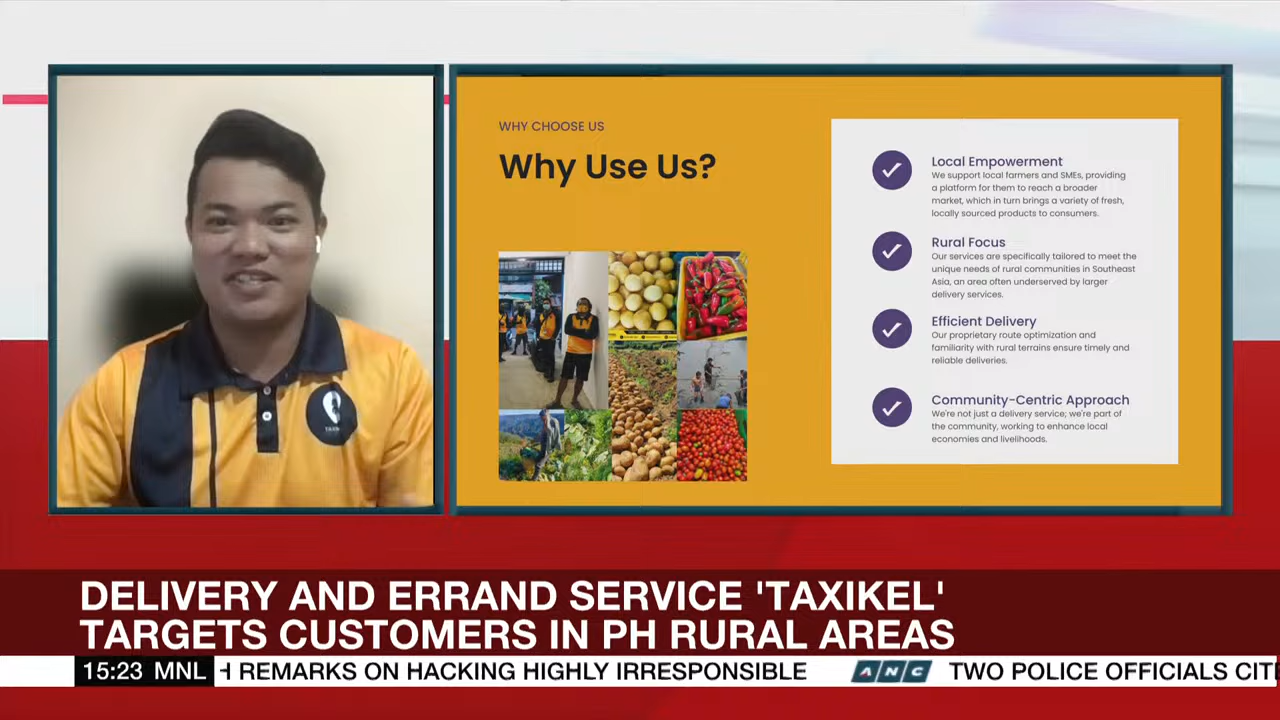 WHY CHOOSE US
Why Use Us?
Local Empowerment
We support local farmers and SMEs, providing
a platform for them to reach a broader
market, which in turn brings a variety of fresh,
locally sourced products to consumers.
Rural Focus
Our services are specifically tailored to meet the
unique needs of rural communities in Southeast
Asia, an area often underserved by larger
delivery services.
Efficient Delivery
Our proprietary route optimization and
familiarity with rural terrains ensure timely and
reliable deliveries.
Community-Centric Approach
We're not just a delivery service; we're part of
the community, working to enhance local
economies and livelihoods.
DELIVERY AND ERRAND SERVICE 'TAXIKEL'
TARGETS CUSTOMERS IN PH RURAL AREAS
15:23 MNL H REMARKS ON HACKING HIGHLY IRRESPONSIBLE ANC TWO POLICE OFFICIALS CIT